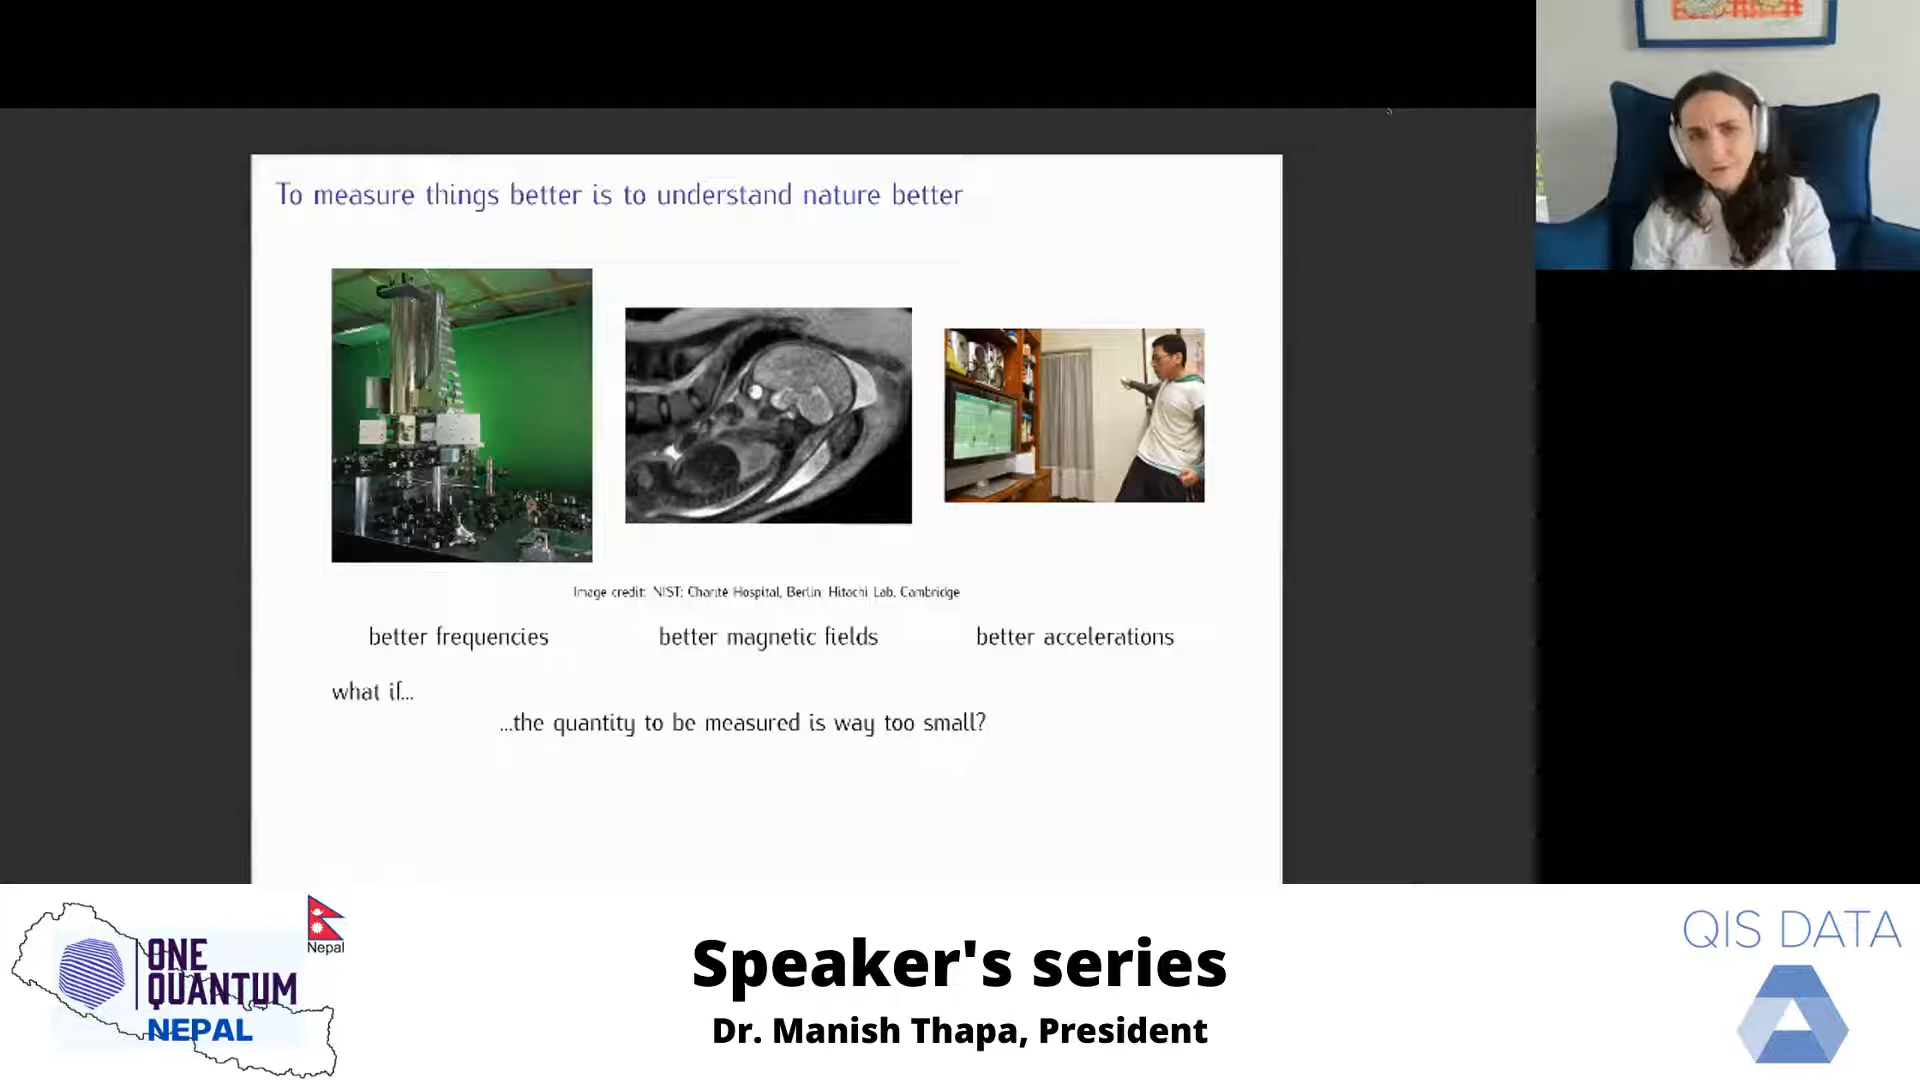 To measure things better is to understand nature better
Image credit: NIST; Charité Hospital, Berlin; Hitachi Lab, Cambridge
better frequencies
better magnetic fields
better accelerations
what if...
...the quantity to be measured is way too small?
Nepal
ONE
QUANTUM
NEPAL
Speaker's series
Dr. Manish Thapa, President
QIS DATA